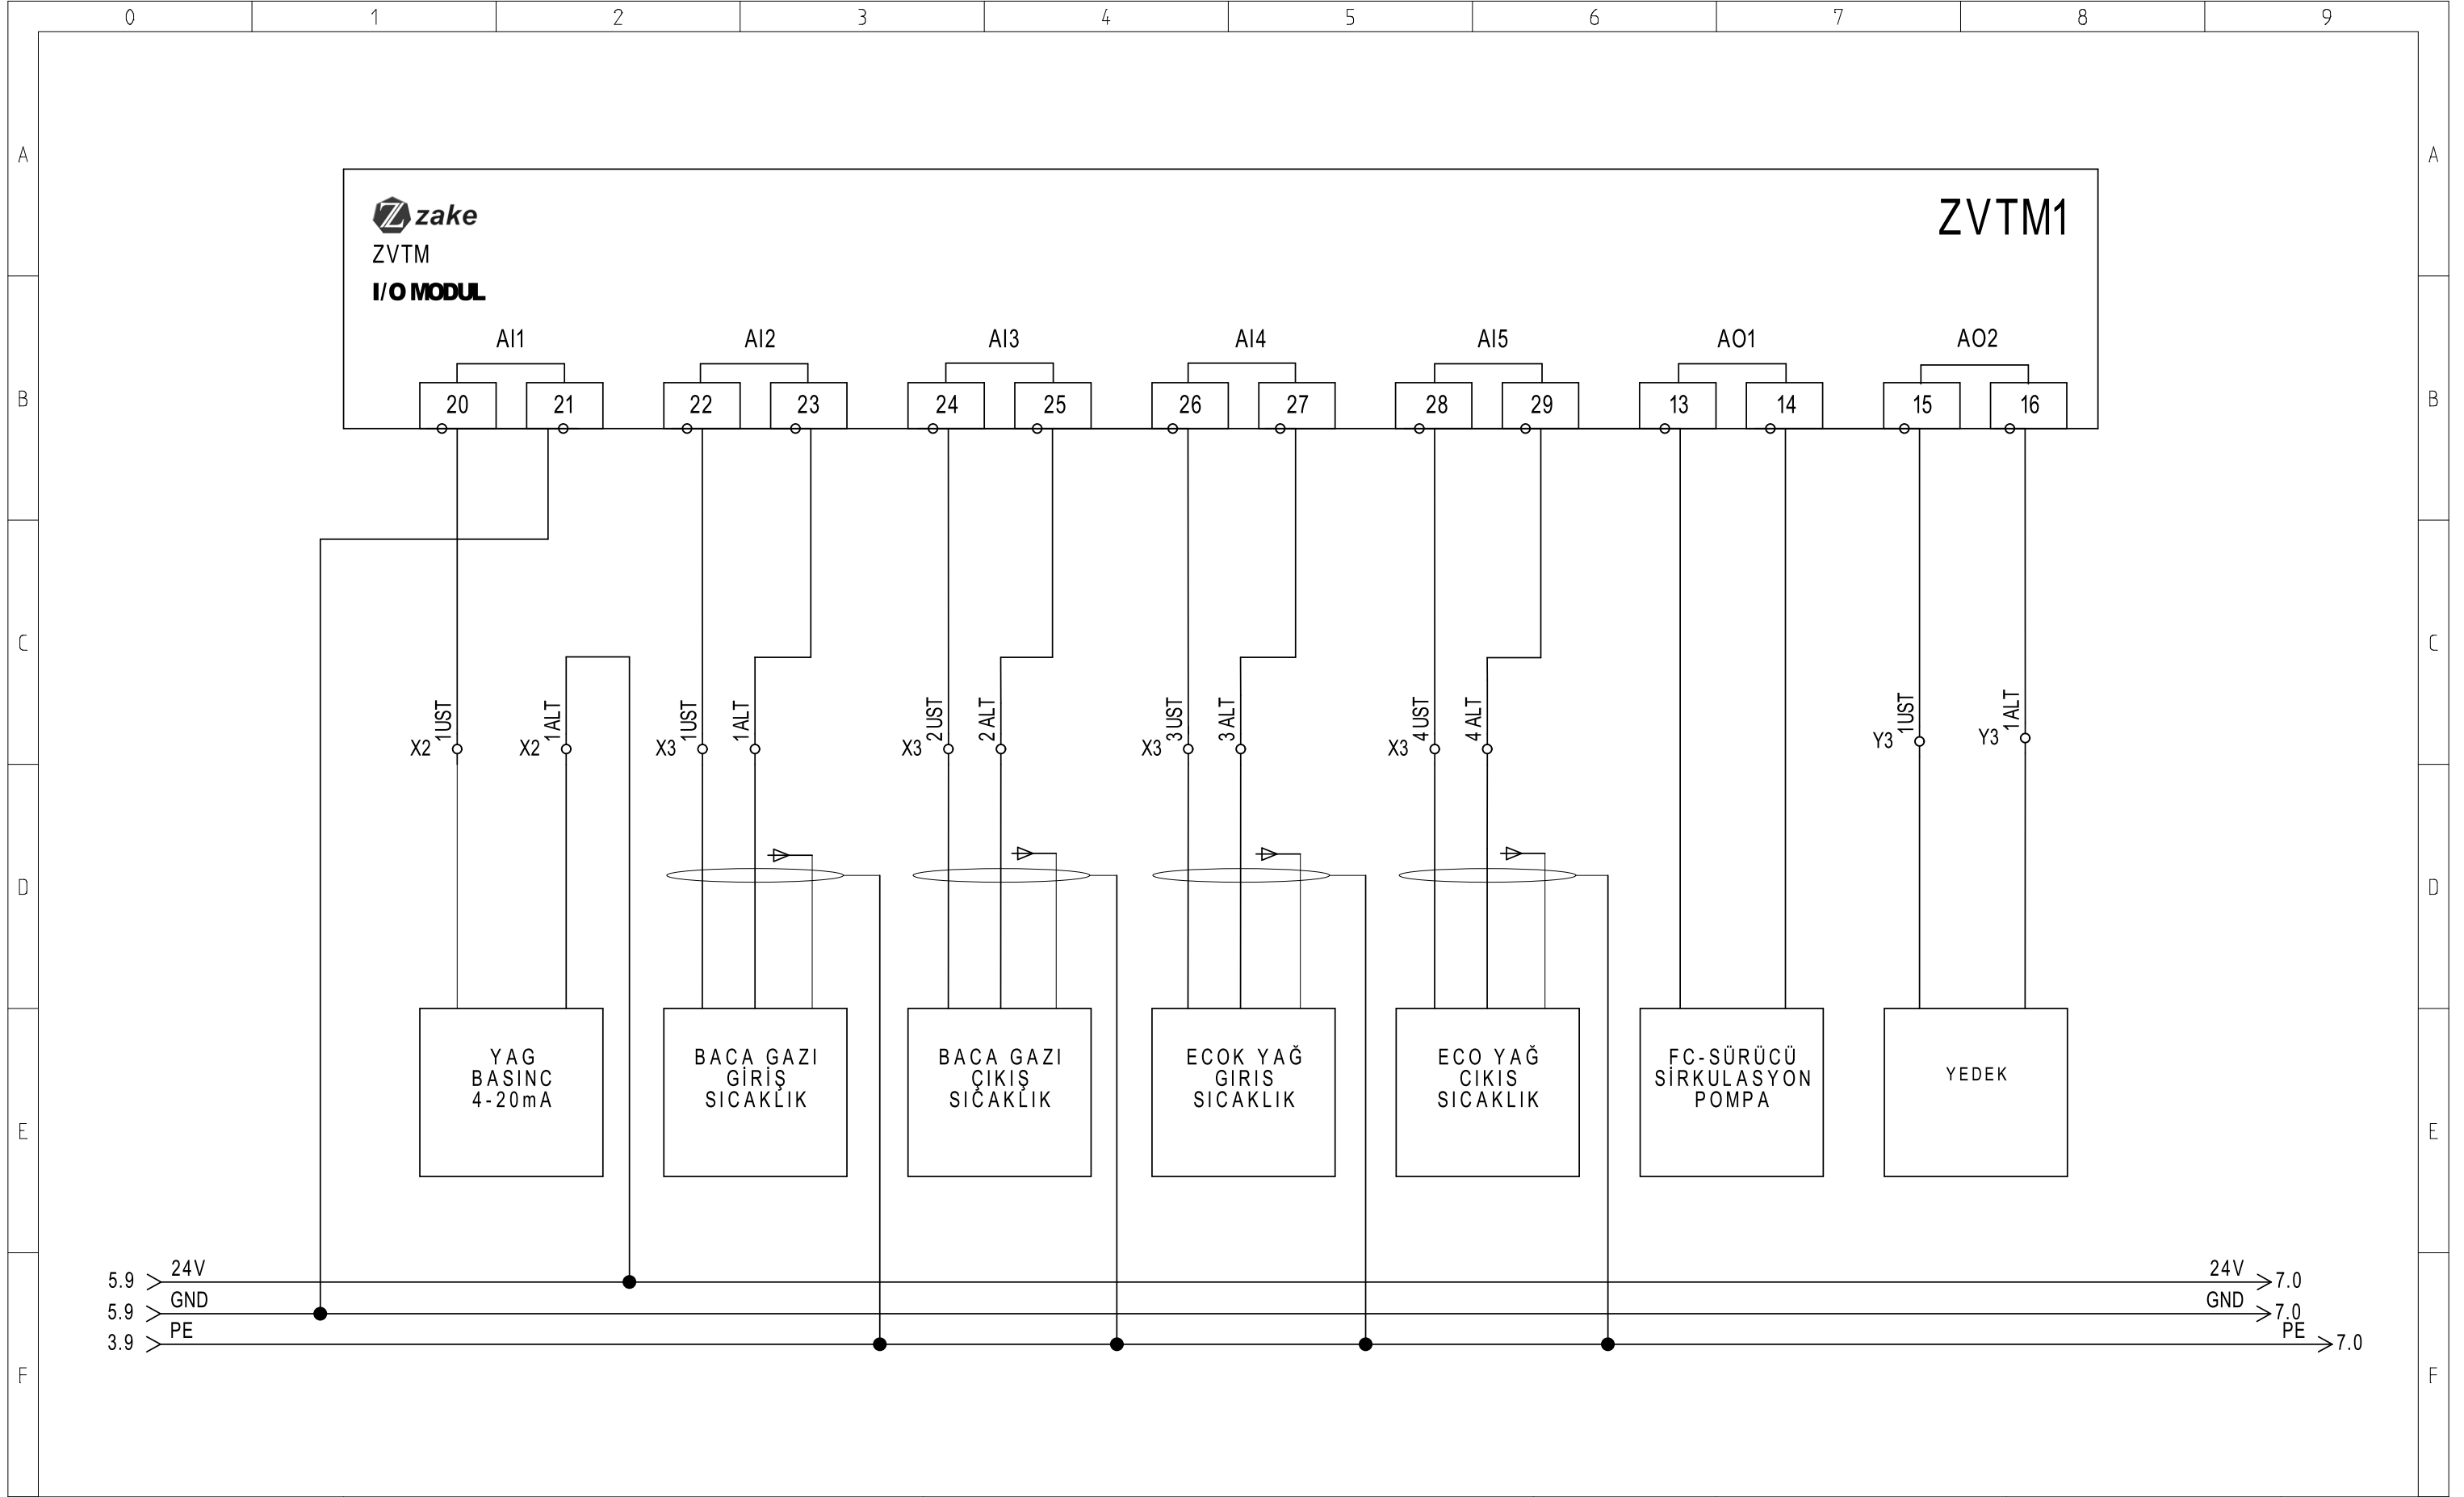 0 1 2 3 4 5 6 7 8 9
A A
zake
ZVTM1
ZVTM
I/O MODUL
AI1 AI2 AI3 AI4 AI5 AO1 AO2
B B
20 21 22 23 24 25 26 27 28 29 13 14 15 16
C C
1UST 1ALT 1UST 1ALT 2UST 2ALT 3UST 3ALT 4UST 4ALT 1UST 1ALT
X2 X2 X3 X3 X3 X3 Y3 Y3
D D
YAG
BASINC
4-20mA
BACA GAZI
GİRİŞ
SICAKLIK
BACA GAZI
ÇIKIŞ
SICAKLIK
ECOK YAĞ
GIRIS
SICAKLIK
ECO YAĞ
CIKIS
SICAKLIK
FC-SÜRÜCÜ
SİRKULASYON
POMPA
YEDEK
E E
5.9 24V 24V 7.0
5.9 GND GND 7.0
3.9 PE PE 7.0
F F